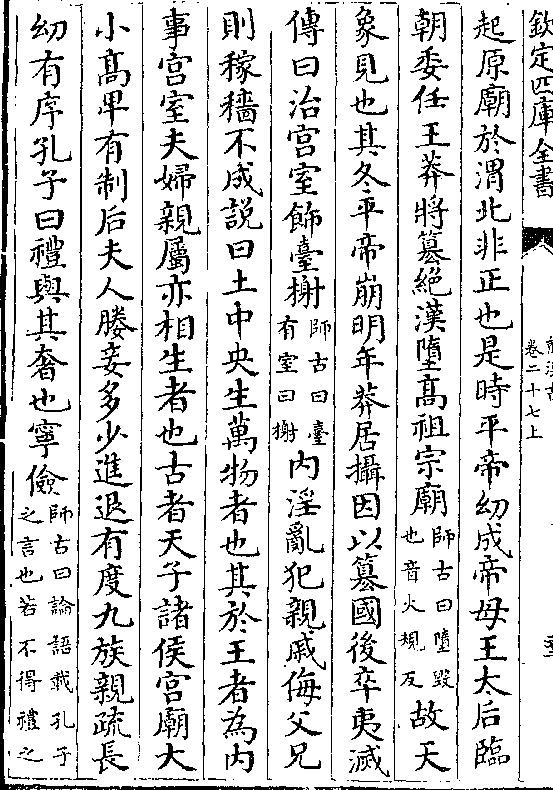 欽定四庫全書
卷二十七上
起原廟於渭北非正也是時平帝幼成帝母王太后臨
朝委任王莽將簒絕漢墮高祖宗廟師古曰墮毀也音火規反故天
象見也其冬平帝崩明年莽居攝因以簒國後卒夷滅
傳曰治宫室飾臺榭師古曰臺有室曰榭内淫亂犯親戚侮父兄
則稼穡不成說曰土中央生萬物者也其於王者為内
事宫室夫婦親屬亦相生者也古者天子諸侯宫廟大
小高卑有制后夫人媵妾多少進退有度九族親疏長
幼有序孔子曰禮與其奢也寧儉師古曰論語載孔子之言也若不得禮之